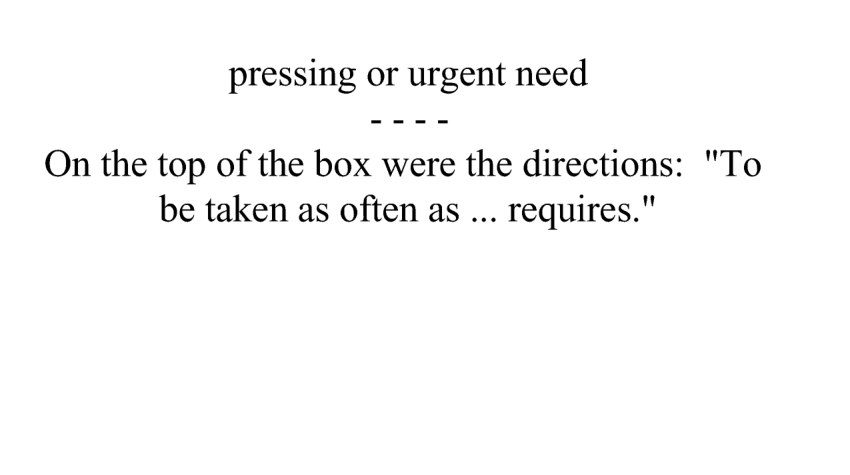 pressing or urgent need
- - - -
On the top of the box were the directions:  "To
be taken as often as ... requires."